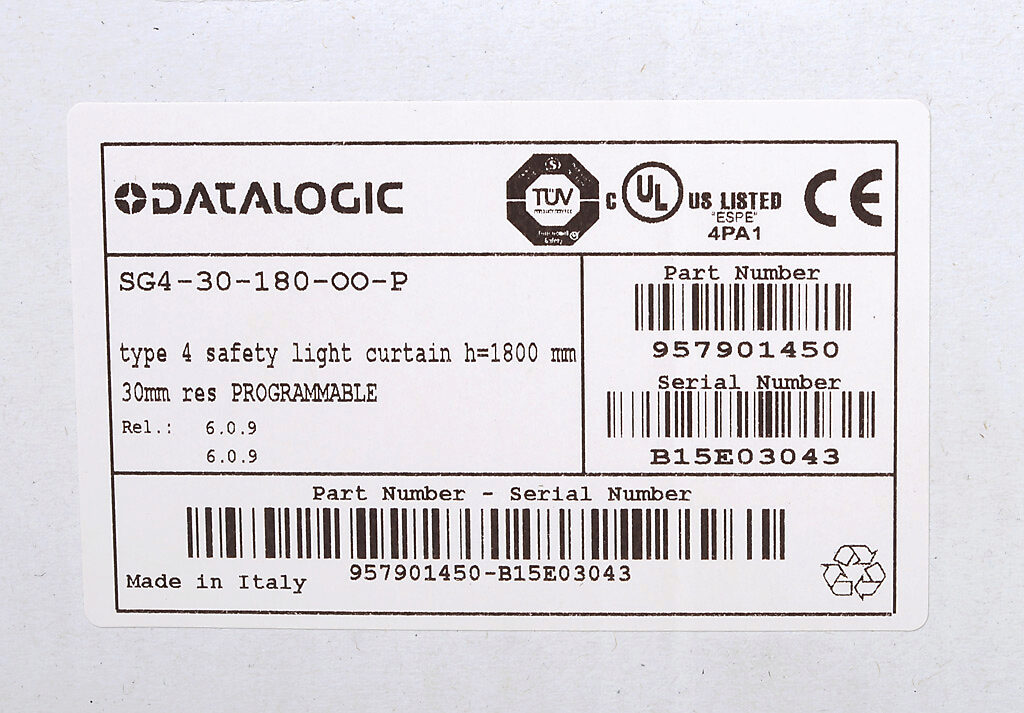 DATALOGIC
TÜV
C UL US LISTED
"ESPE"
4PA1
CE
SG4-30-180-OO-P
type 4 safety light curtain h=1800 mm
30mm res PROGRAMMABLE
Rel.: 6.0.9
6.0.9
Part Number
957901450
Serial Number
B15E03043
Part Number - Serial Number
957901450-B15E03043
Made in Italy